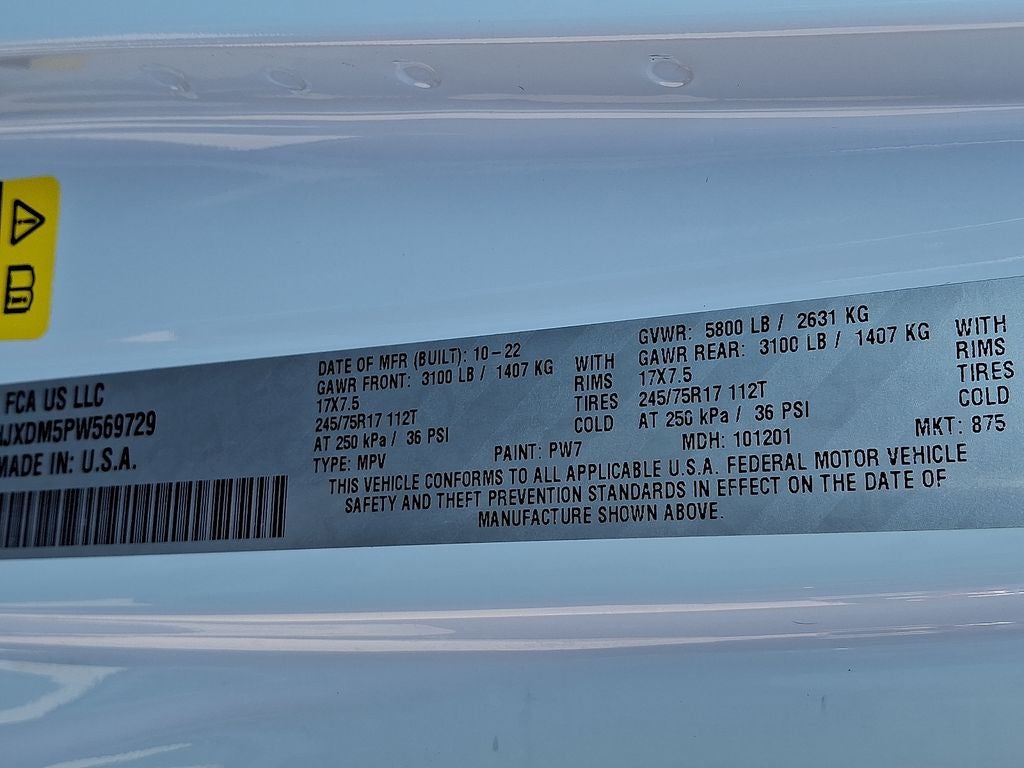 FCA US LLC
JXDM5PW569729
MADE IN: U.S.A.
DATE OF MFR (BUILT): 10-22
GAWR FRONT: 3100 LB / 1407 KG WITH
17X7.5 RIMS
245/75R17 112T TIRES
AT 250 kPa / 36 PSI COLD
GVWR: 5800 LB / 2631 KG
GAWR REAR: 3100 LB / 1407 KG WITH
17X7.5 RIMS
245/75R17 112T TIRES
AT 250 kPa / 36 PSI COLD
TYPE: MPV PAINT: PW7 MDH: 101201 MKT: 875
THIS VEHICLE CONFORMS TO ALL APPLICABLE U.S.A. FEDERAL MOTOR VEHICLE
SAFETY AND THEFT PREVENTION STANDARDS IN EFFECT ON THE DATE OF
MANUFACTURE SHOWN ABOVE.